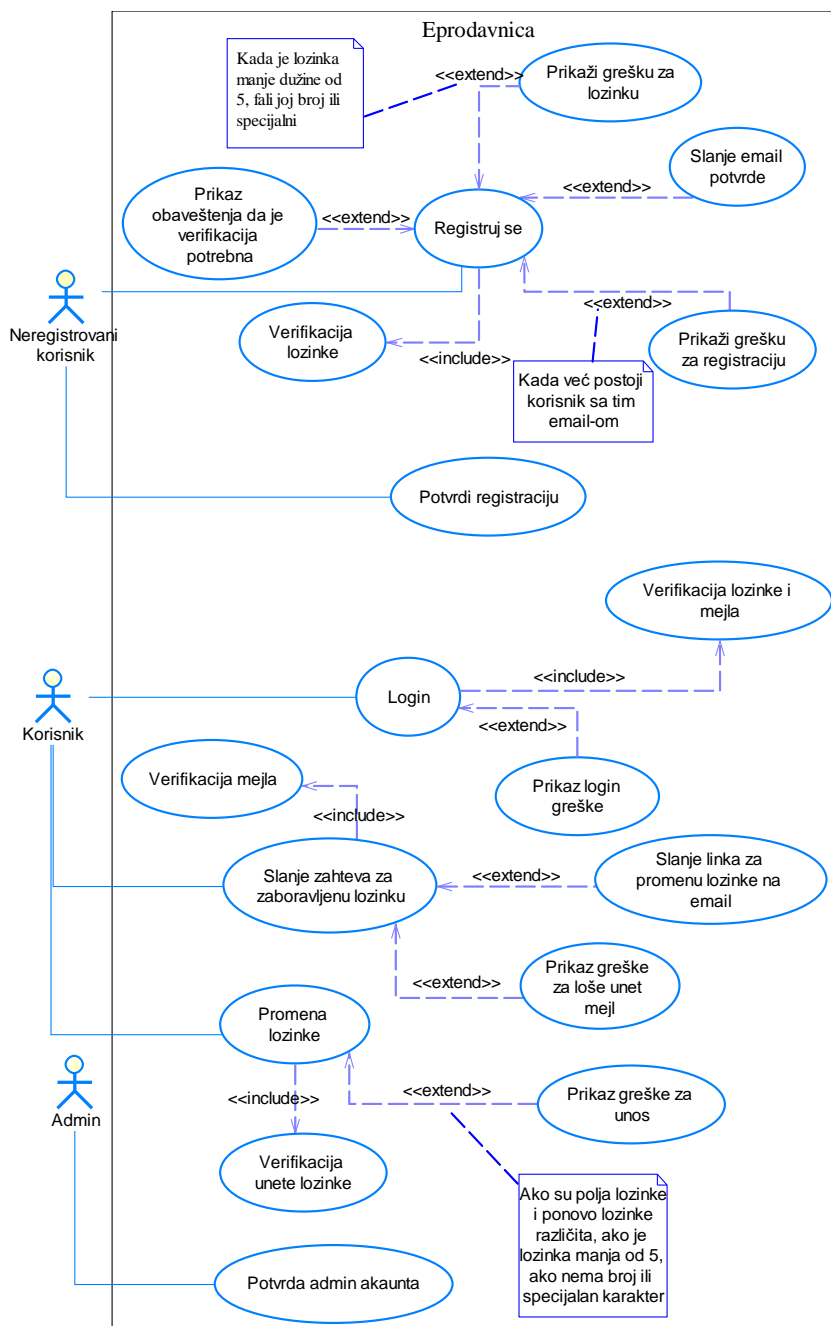 Eprodavnica
Kada je lozinka
manje dužine od
5, fali joj broj ili
specijalni
<<extend>>
Prikaži grešku za
lozinku
Slanje email
potvrde
<<extend>>
Prikaz
obaveštenja da je
verifikacija
potrebna
<<extend>>
Registruj se
Neregistrovani
korisnik
Verifikacija
lozinke
<<include>>
<<extend>>
Prikaži grešku
za registraciju
Kada već postoji
korisnik sa tim
email-om
Potvrdi registraciju
Verifikacija lozinke i
mejla
Korisnik
Login
<<include>>
<<extend>>
Prikaz login
greške
Verifikacija mejla
<<include>>
Slanje zahteva za
zaboravljenu lozinku
<<extend>>
Slanje linka za
promenu lozinke na
email
<<extend>>
Prikaz greške
za loše unet
mejl
Promena
lozinke
Admin
<<include>>
<<extend>>
Prikaz greške za
unos
Verifikacija
unete lozinke
Ako su polja lozinke
i ponovo lozinke
različita, ako je
lozinka manja od 5,
ako nema broj ili
specijalan karakter
Potvrda admin akaunta